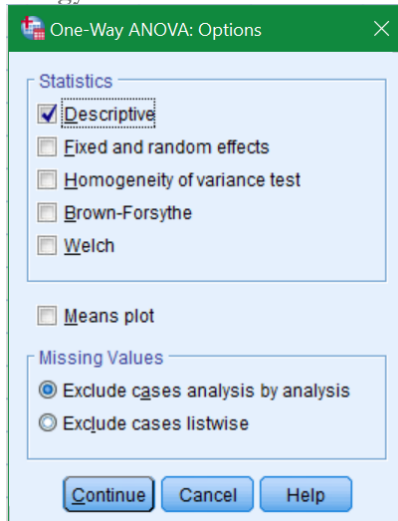 One-Way ANOVA: Options
Statistics
Descriptive
Fixed and random effects
Homogeneity of variance test
Brown-Forsythe
Welch
Means plot
Missing Values
Exclude cases analysis by analysis
Exclude cases listwise
Continue Cancel Help